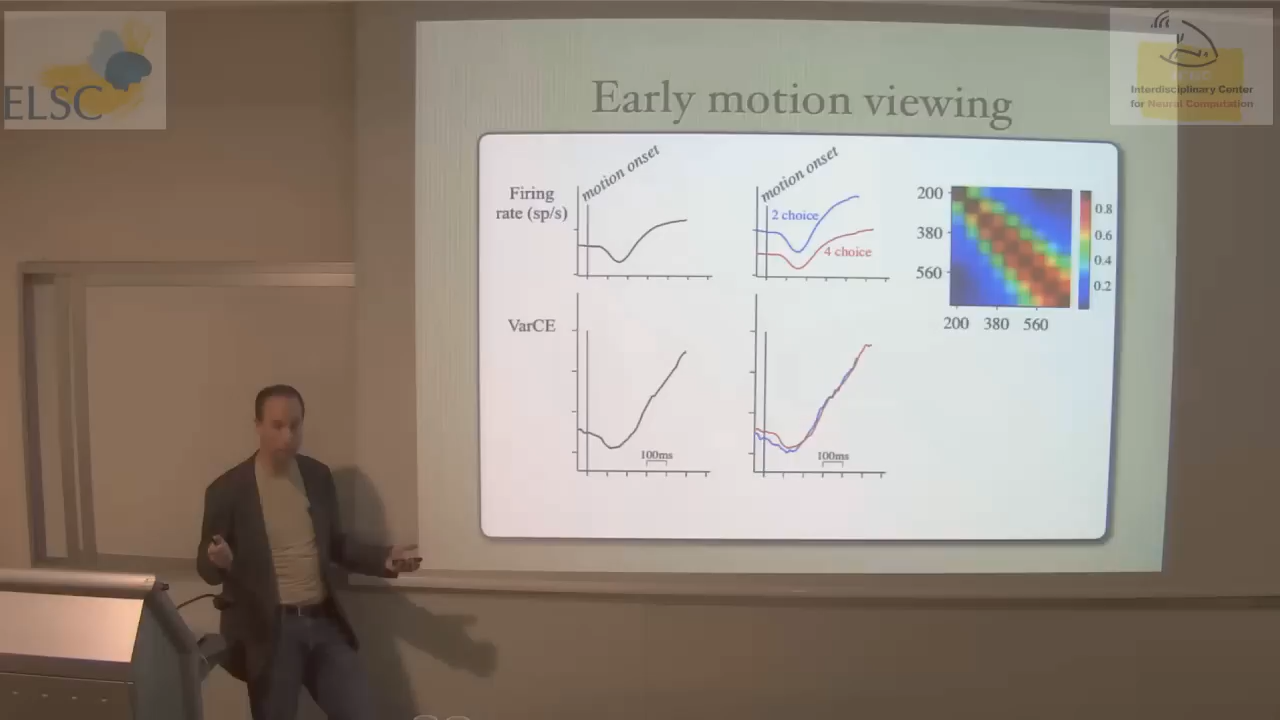 ELSC
Interdisciplinary Center
for Neural Computation
Early motion viewing
Firing
rate (sp/s)
motion onset
motion onset
2 choice
4 choice
200
380
560
0.8
0.6
0.4
0.2
200 380 560
VarCE
100ms
100ms